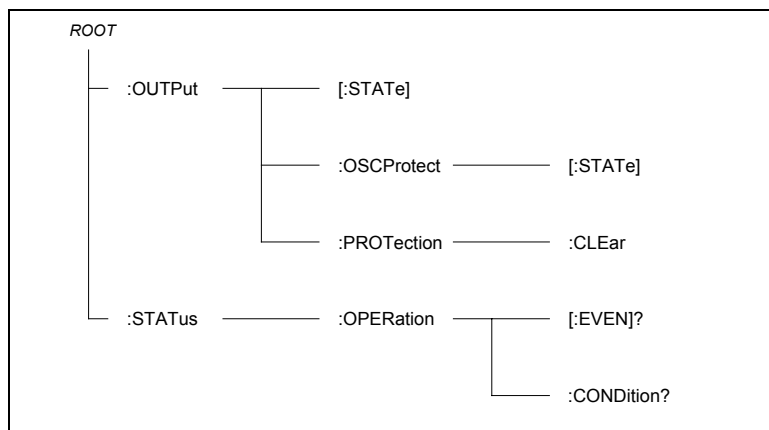 ROOT
:OUTPut [:STATe]
:OSCProtect [:STATe]
:PROTection :CLEar
:STATus :OPERation [:EVEN]?
:CONDition?